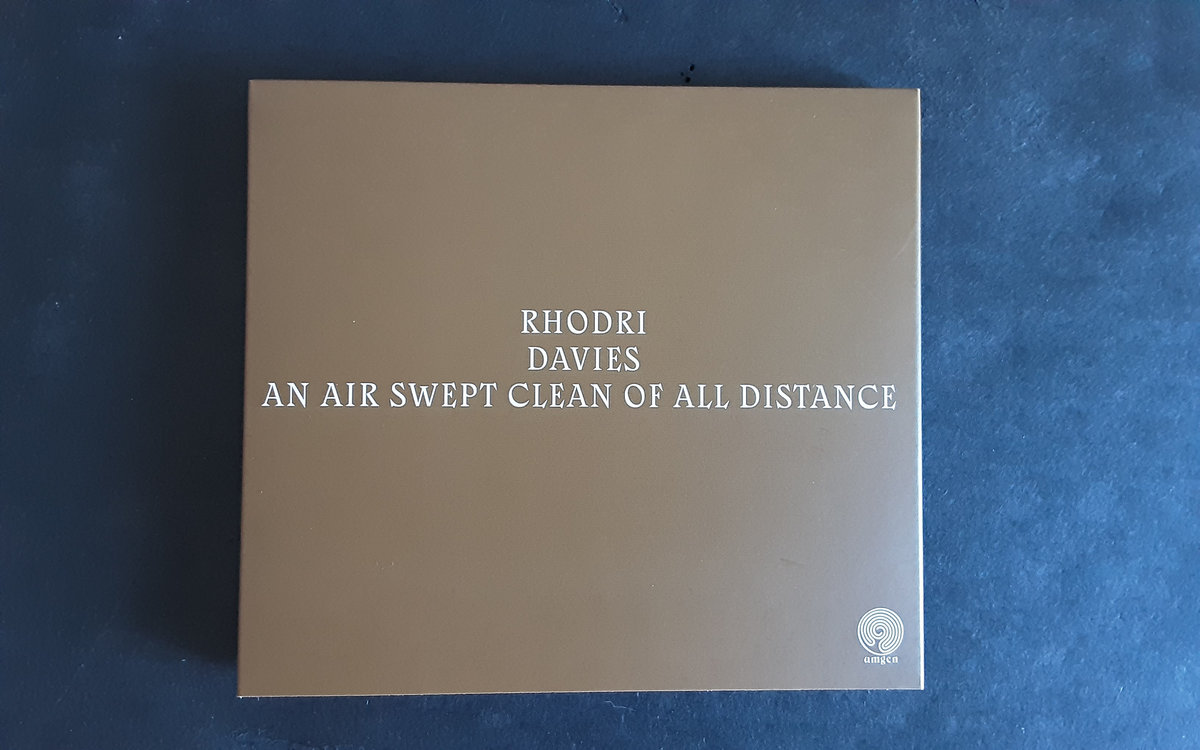 RHODRI
DAVIES
AN AIR SWEPT CLEAN OF ALL DISTANCE
amgen